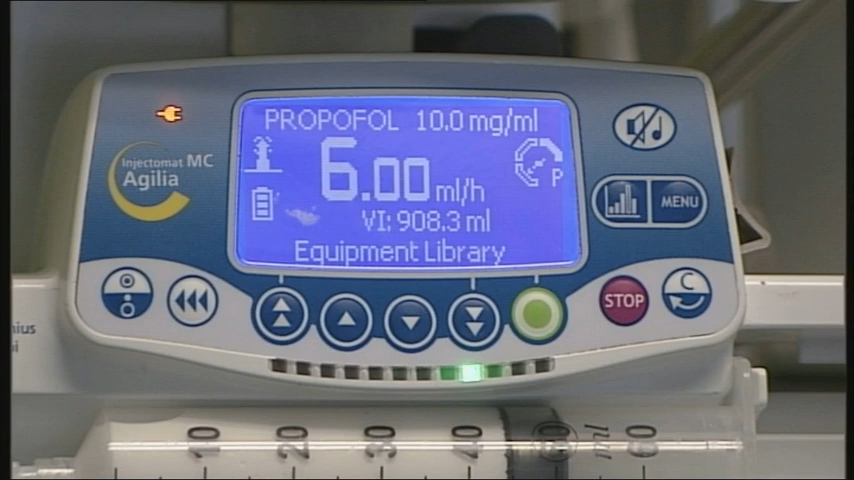 PROPOFOL 10.0 mg/ml
Injectomat MC
Agilia
6.00 ml/h
P
VI: 908.3 ml
Equipment Library
MENU
STOP
C
nius
10 20 30 40 50 ml 60